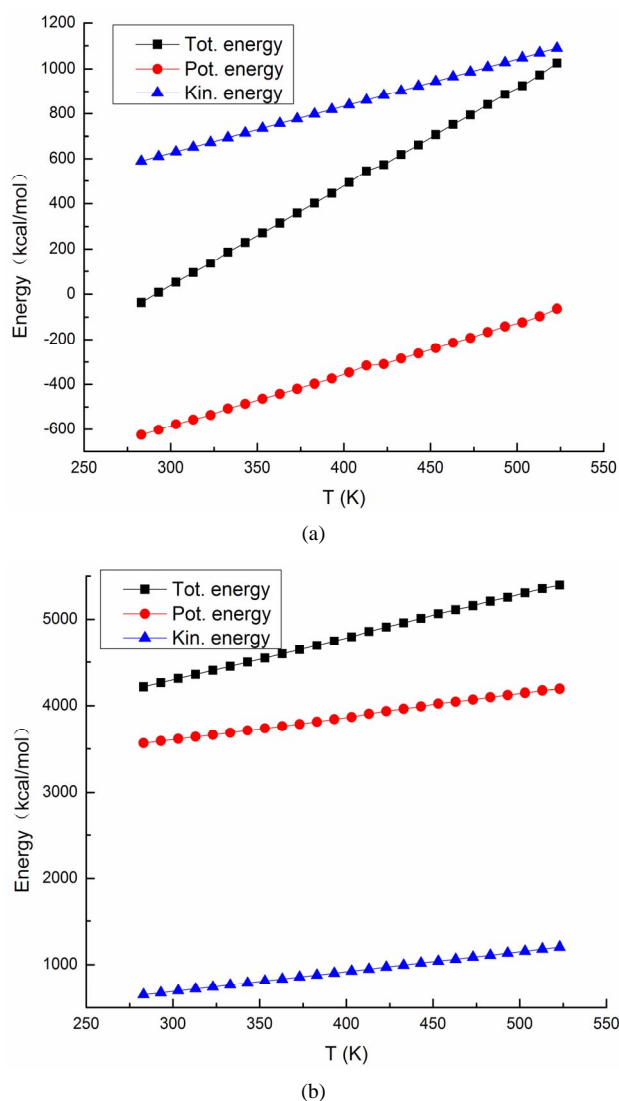 1200
1000
800
600
400
200
0
-200
-400
-600
Energy（kcal/mol）
Tot. energy
Pot. energy
Kin. energy
250 300 350 400 450 500 550
T (K)
(a)
5000
4000
3000
2000
1000
Energy（kcal/mol）
Tot. energy
Pot. energy
Kin. energy
250 300 350 400 450 500 550
T (K)
(b)